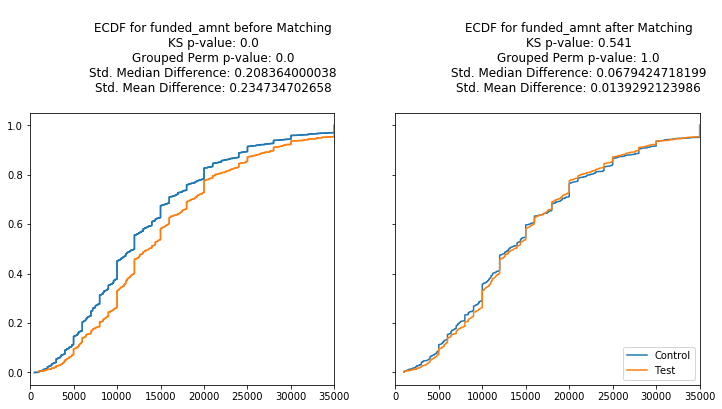 ECDF for funded_amnt before Matching
KS p-value: 0.0
Grouped Perm p-value: 0.0
Std. Median Difference: 0.208364000038
Std. Mean Difference: 0.234734702658
ECDF for funded_amnt after Matching
KS p-value: 0.541
Grouped Perm p-value: 1.0
Std. Median Difference: 0.0679424718199
Std. Mean Difference: 0.0139292123986
1.0
0.8
0.6
0.4
0.2
0.0
0 5000 10000 15000 20000 25000 30000 35000
Control
Test
0 5000 10000 15000 20000 25000 30000 35000